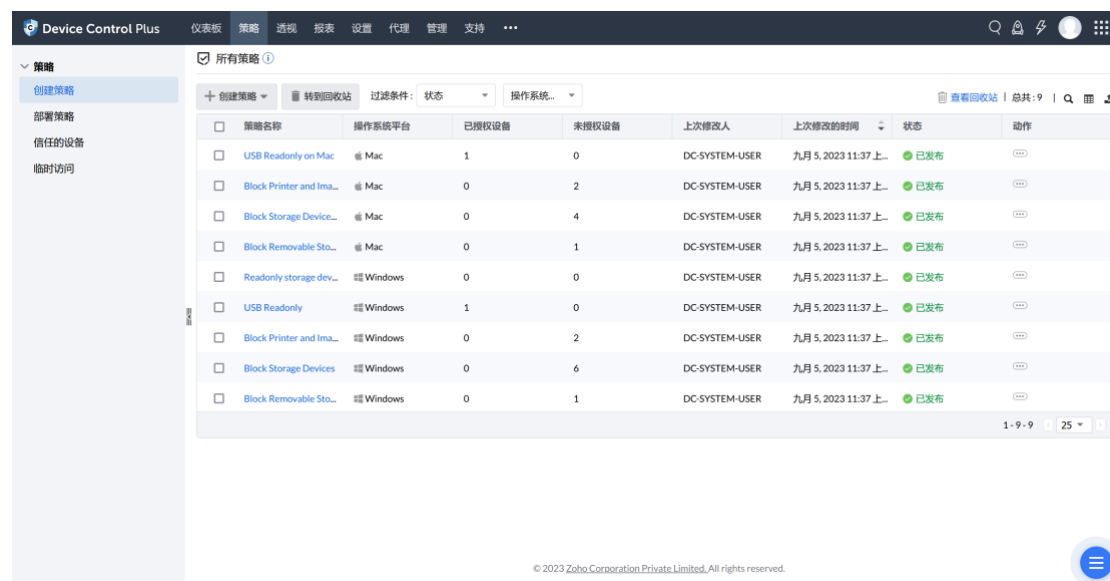 Device Control Plus 仪表板 策略 透视 报表 设置 代理 管理 支持 •••
策略
创建策略
部署策略
信任的设备
临时访问
所有策略
创建策略 转到回收站 过滤条件: 状态 操作系统... 查看回收站 总共: 9
策略名称 操作系统平台 已授权设备 未授权设备 上次修改人 上次修改的时间 状态 动作
USB Readonly on Mac Mac 1 0 DC-SYSTEM-USER 九月 5, 2023 11:37 上... 已发布
Block Printer and Ima... Mac 0 2 DC-SYSTEM-USER 九月 5, 2023 11:37 上... 已发布
Block Storage Device... Mac 0 4 DC-SYSTEM-USER 九月 5, 2023 11:37 上... 已发布
Block Removable Sto... Mac 0 1 DC-SYSTEM-USER 九月 5, 2023 11:37 上... 已发布
Readonly storage dev... Windows 0 0 DC-SYSTEM-USER 九月 5, 2023 11:37 上... 已发布
USB Readonly Windows 1 0 DC-SYSTEM-USER 九月 5, 2023 11:37 上... 已发布
Block Printer and Ima... Windows 0 2 DC-SYSTEM-USER 九月 5, 2023 11:37 上... 已发布
Block Storage Devices Windows 0 6 DC-SYSTEM-USER 九月 5, 2023 11:37 上... 已发布
Block Removable Sto... Windows 0 1 DC-SYSTEM-USER 九月 5, 2023 11:37 上... 已发布
1 - 9 - 9 25
© 2023 Zoho Corporation Private Limited. All rights reserved.